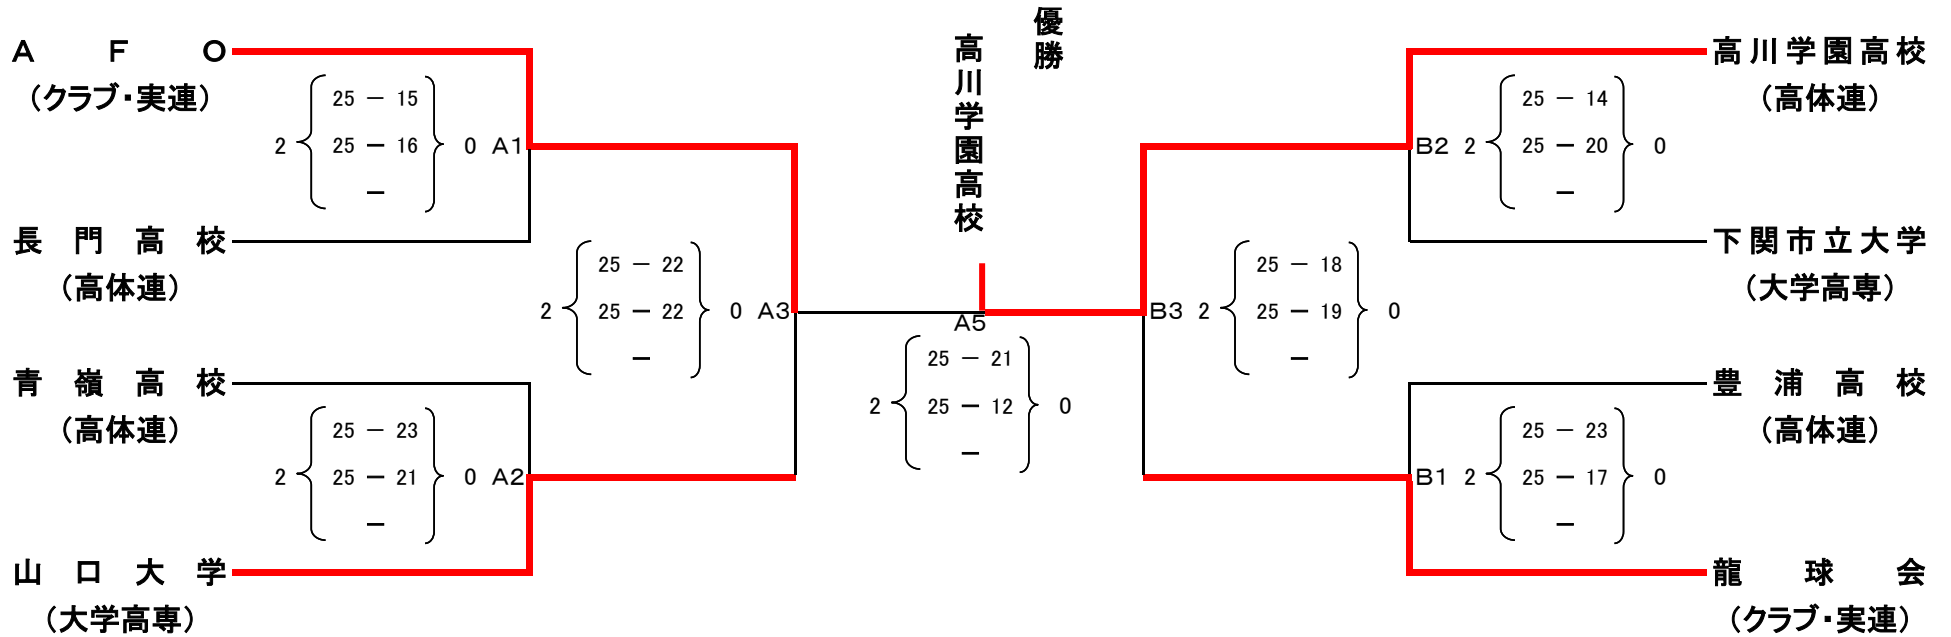 優勝
高川学園高校
ＡＦＯ
（クラブ・実連）
25 － 15
2 25 － 16 0 A1
－
長門高校
（高体連）
25 － 22
2 25 － 22 0 A3
－
青嶺高校
（高体連）
25 － 23
2 25 － 21 0 A2
－
山口大学
（大学高専）
A5
25 － 21
2 25 － 12 0
－
高川学園高校
（高体連）
25 － 14
B2 2 25 － 20 0
－
下関市立大学
（大学高専）
25 － 18
B3 2 25 － 19 0
－
豊浦高校
（高体連）
25 － 23
B1 2 25 － 17 0
－
龍球会
（クラブ・実連）